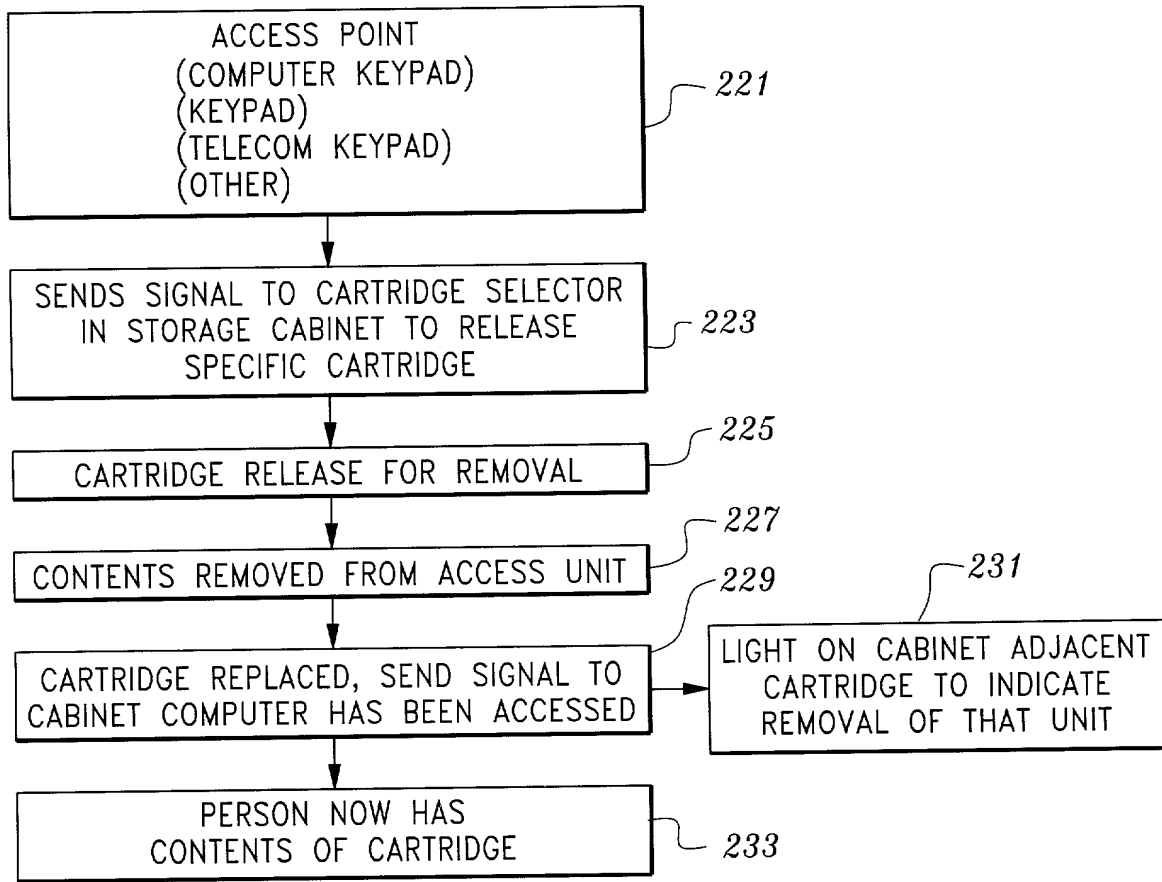 ACCESS POINT
(COMPUTER KEYPAD)
(KEYPAD)
(TELECOM KEYPAD)
(OTHER)
221
SENDS SIGNAL TO CARTRIDGE SELECTOR
IN STORAGE CABINET TO RELEASE
SPECIFIC CARTRIDGE
223
CARTRIDGE RELEASE FOR REMOVAL
225
CONTENTS REMOVED FROM ACCESS UNIT
227
CARTRIDGE REPLACED, SEND SIGNAL TO
CABINET COMPUTER HAS BEEN ACCESSED
229
LIGHT ON CABINET ADJACENT
CARTRIDGE TO INDICATE
REMOVAL OF THAT UNIT
231
PERSON NOW HAS
CONTENTS OF CARTRIDGE
233